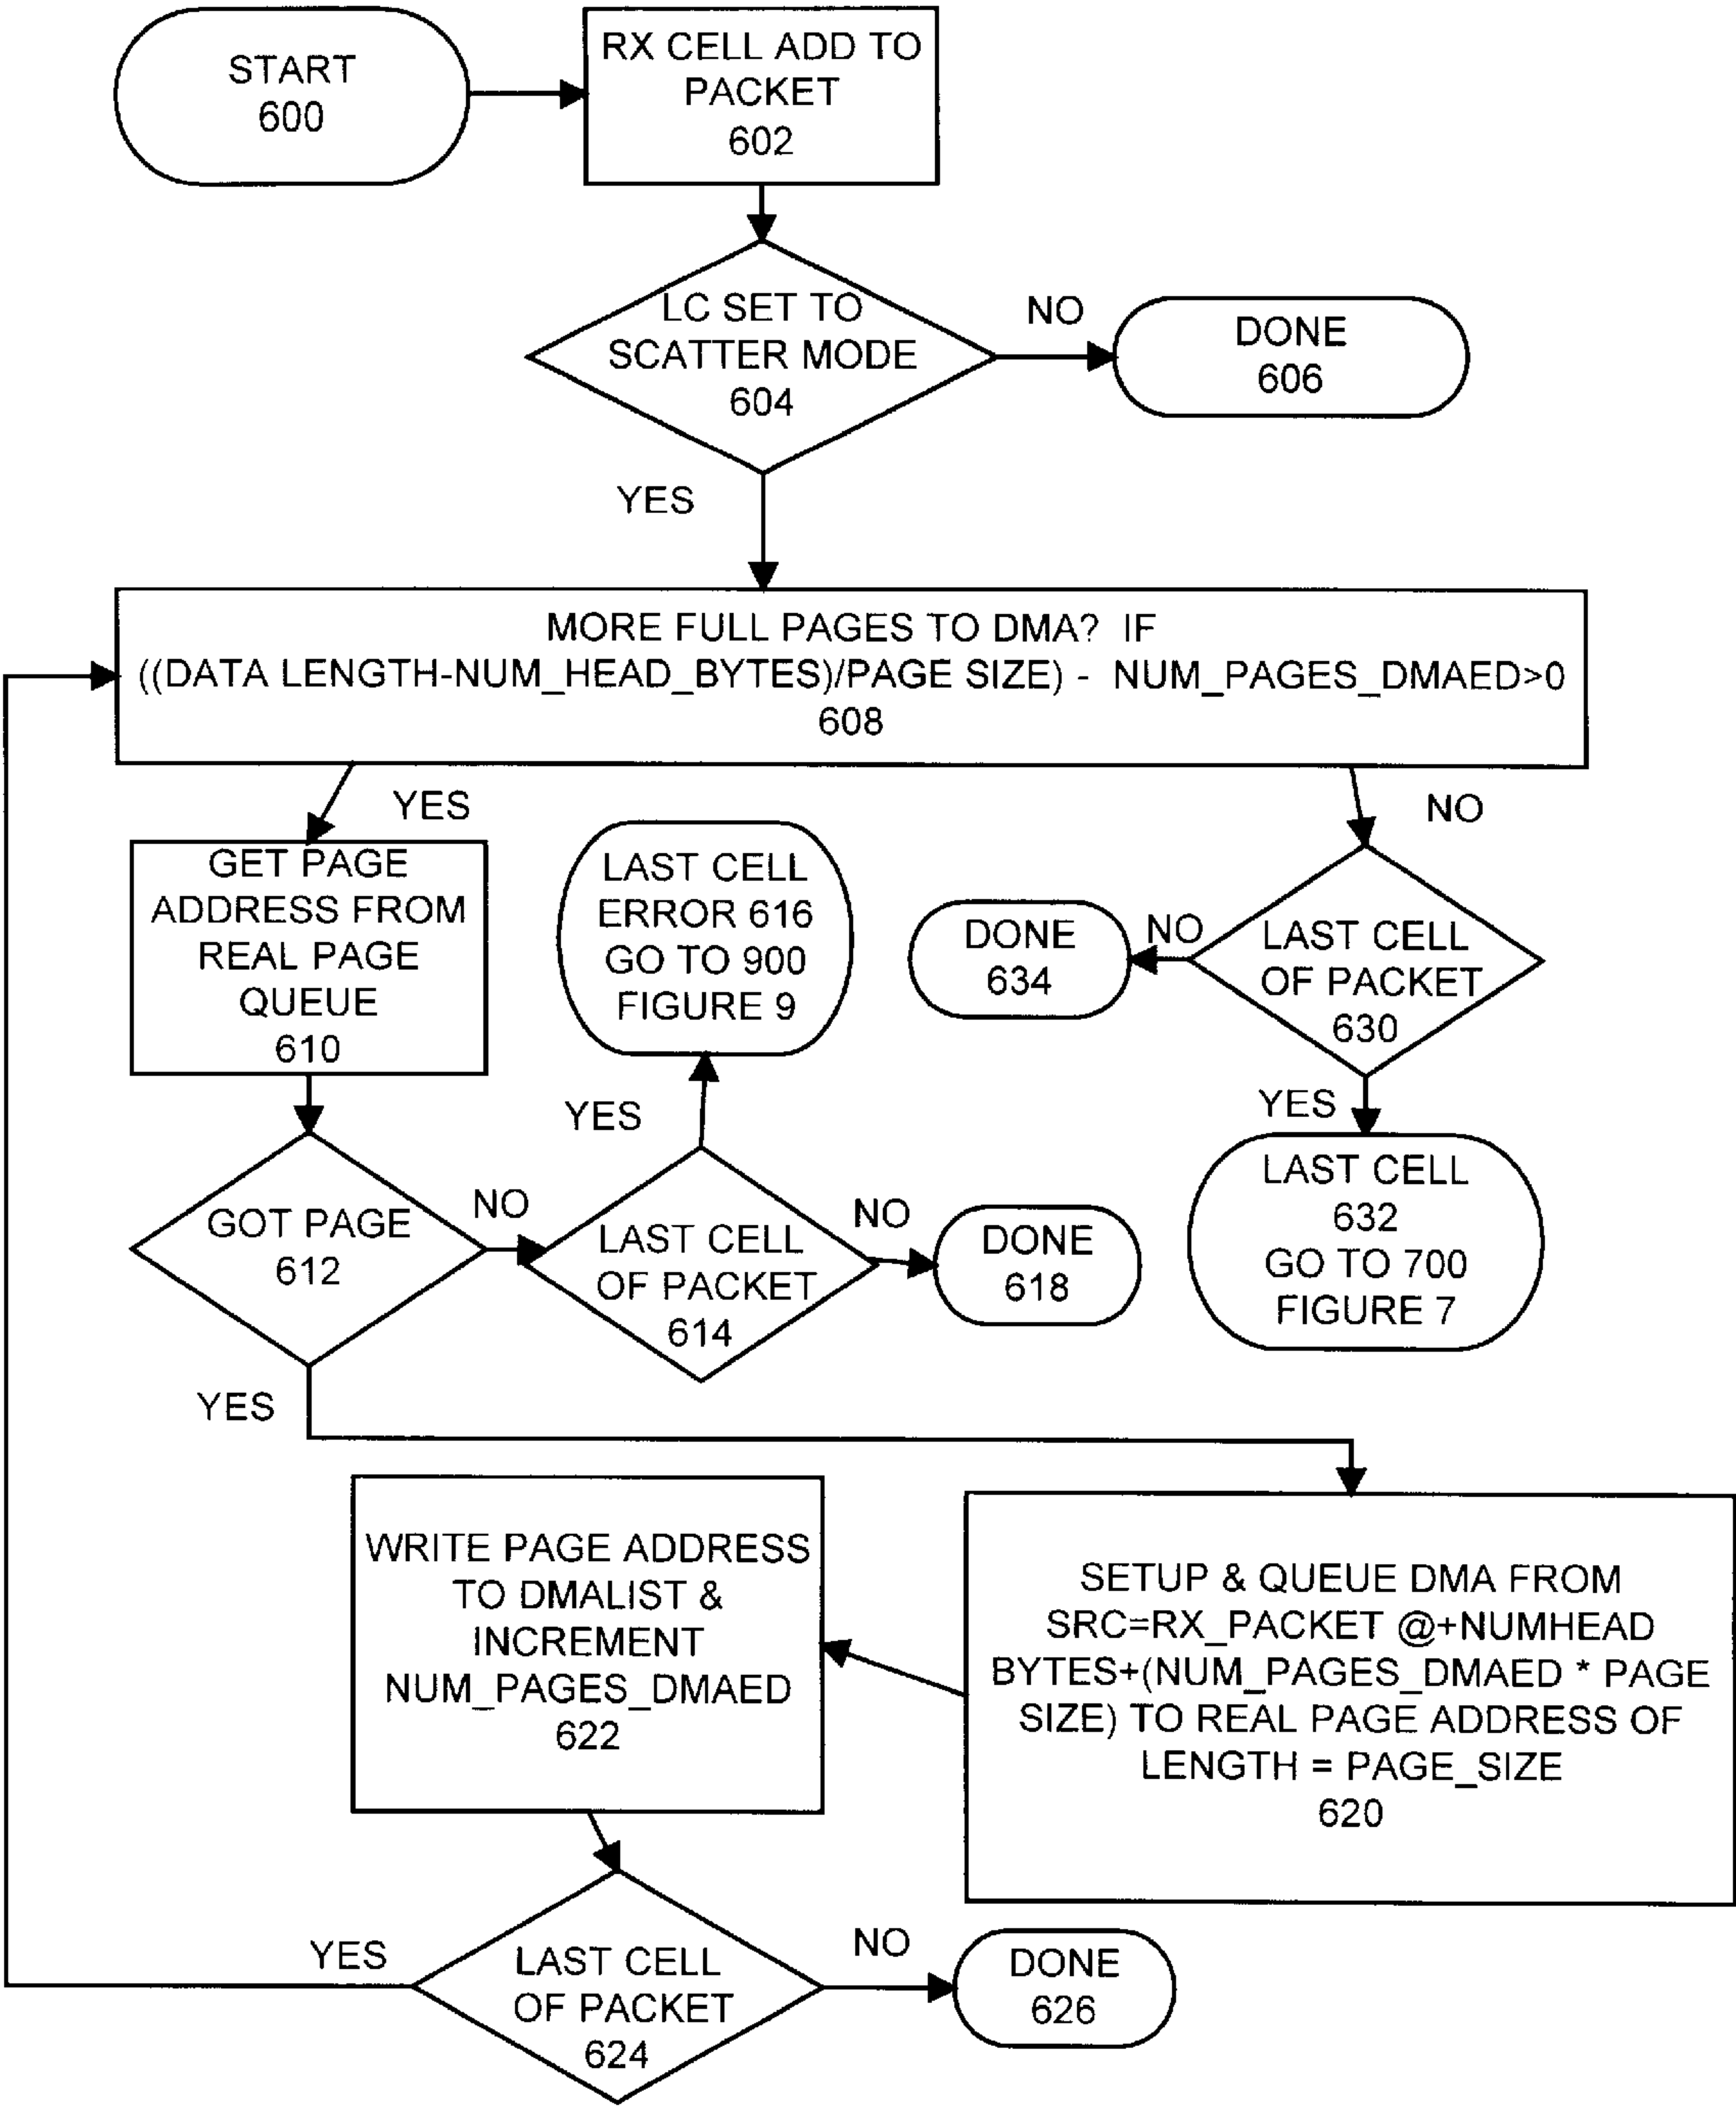 START
600
RX CELL ADD TO
PACKET
602
LC SET TO
SCATTER MODE
604
NO
DONE
606
YES
MORE FULL PAGES TO DMA? IF
((DATA LENGTH-NUM_HEAD_BYTES)/PAGE SIZE) - NUM_PAGES_DMAED>0
608
YES
NO
GET PAGE
ADDRESS FROM
REAL PAGE
QUEUE
610
LAST CELL
ERROR 616
GO TO 900
FIGURE 9
DONE
634
NO
LAST CELL
OF PACKET
630
YES
YES
LAST CELL
632
GO TO 700
FIGURE 7
GOT PAGE
612
NO
LAST CELL
OF PACKET
614
NO
DONE
618
YES
WRITE PAGE ADDRESS
TO DMALIST &
INCREMENT
NUM_PAGES_DMAED
622
SETUP & QUEUE DMA FROM
SRC=RX_PACKET @+NUMHEAD
BYTES+(NUM_PAGES_DMAED * PAGE
SIZE) TO REAL PAGE ADDRESS OF
LENGTH = PAGE_SIZE
620
YES
LAST CELL
OF PACKET
624
NO
DONE
626